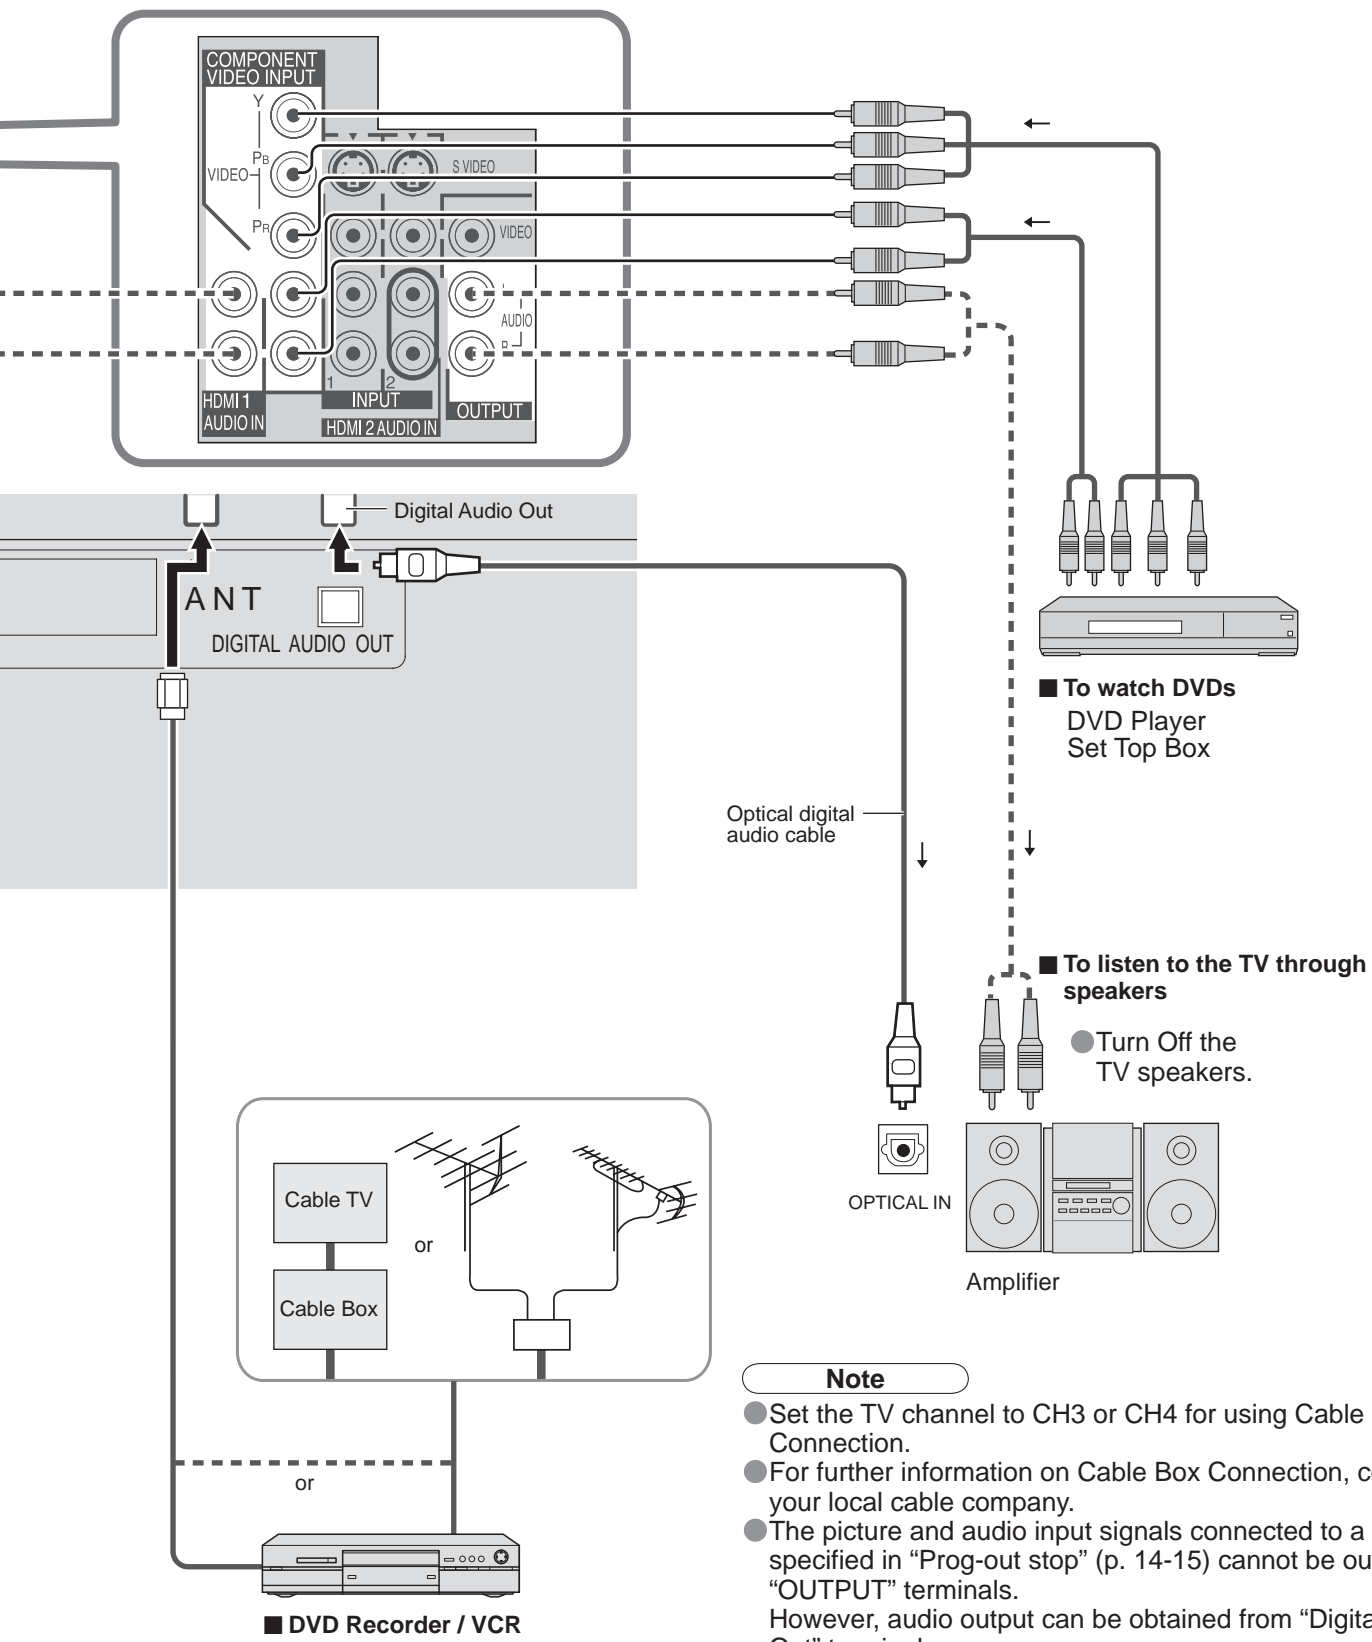 COMPONENT
VIDEO INPUT
Y
PB
VIDEO
PR
S VIDEO
VIDEO
AUDIO
R
1
2
HDMI 1
AUDIO IN
INPUT
HDMI 2 AUDIO IN
OUTPUT
Digital Audio Out
ANT
DIGITAL AUDIO OUT
■ To watch DVDs
DVD Player
Set Top Box
Optical digital
audio cable
■ To listen to the TV through
speakers
●Turn Off the
TV speakers.
OPTICAL IN
Amplifier
Cable TV
or
Cable Box
or
■ DVD Recorder / VCR
Note
●Set the TV channel to CH3 or CH4 for using Cable
Connection.
●For further information on Cable Box Connection,
your local cable company.
●The picture and audio input signals connected to a
specified in “Prog-out stop” (p. 14-15) cannot be
“OUTPUT” terminals.
However, audio output can be obtained from